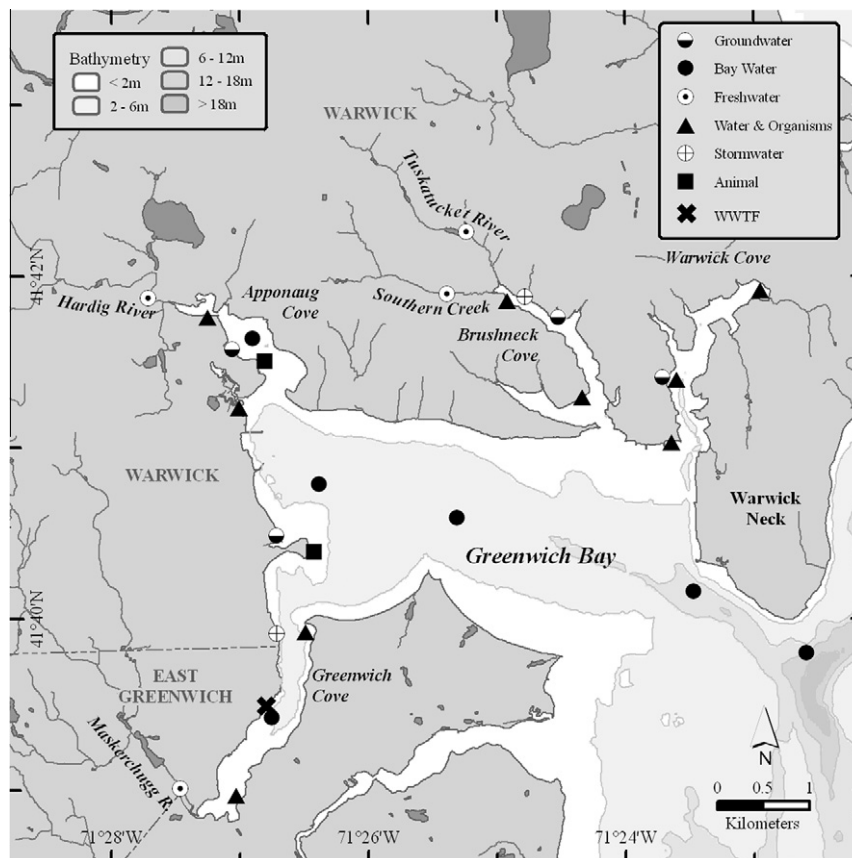 Bathymetry
< 2m
2 - 6m
6 - 12m
12 - 18m
> 18m
Groundwater
Bay Water
Freshwater
Water & Organisms
Stormwater
Animal
WWTF
WARWICK
Tuskatucket River
Warwick Cove
41°42'N
Hardig River
Apponaug
Cove
Southern Creek
Brushneck
Cove
WARWICK
Warwick
Neck
Greenwich Bay
41°40'N
EAST
GREENWICH
Greenwich
Cove
Maskerchugg R.
N
0 0.5 1
Kilometers
71°28'W
71°26'W
71°24'W